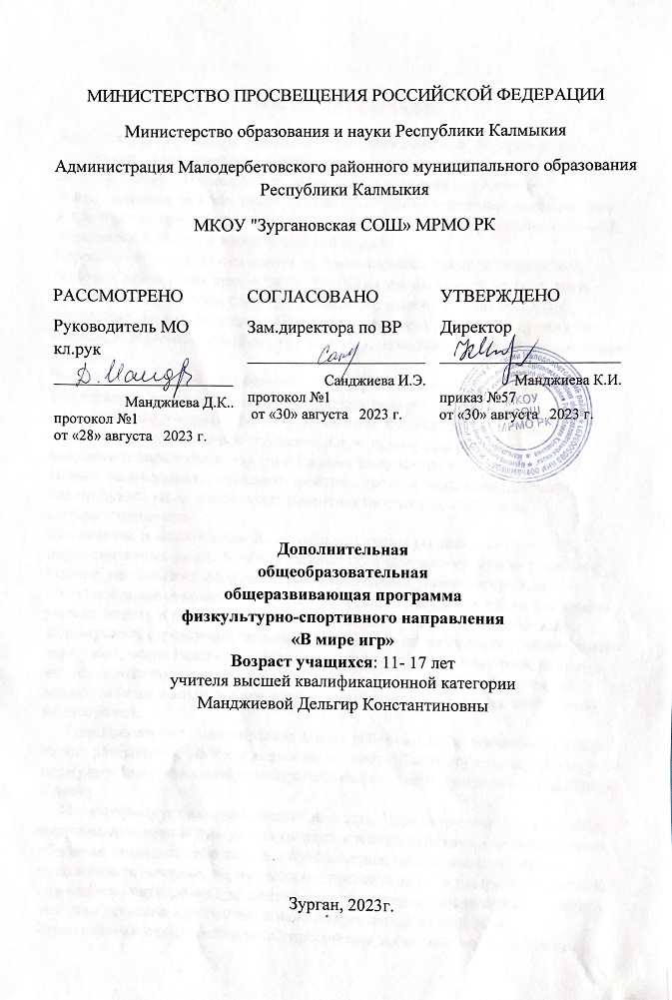 МИНИСТЕРСТВО ПРОСВЕЩЕНИЯ РОССИЙСКОЙ ФЕДЕРАЦИИ
Министерство образования и науки Республики Калмыкия
Администрация Малодербетовского районного муниципального образования
Республики Калмыкия
МКОУ "Зургановская СОШ» МРМО РК
РАССМОТРЕНО
Руководитель МО
кл.рук
Манджиева Д.К..
протокол №1
от «28» августа 2023 г.
СОГЛАСОВАНО
Зам.директора по ВР
Санджиева И.Э.
протокол №1
от «30» августа 2023 г.
УТВЕРЖДЕНО
Директор
Манджиева К.И.
приказ №57
от «30» августа 2023 г.
МКОУ
СОШ
МРМО РК
Дополнительная
общеобразовательная
общеразвивающая программа
физкультурно-спортивного направления
«В мире игр»
Возраст учащихся: 11- 17 лет
учителя высшей квалификационной категории
Манджиевой Дельгир Константиновны
Зурган, 2023г.